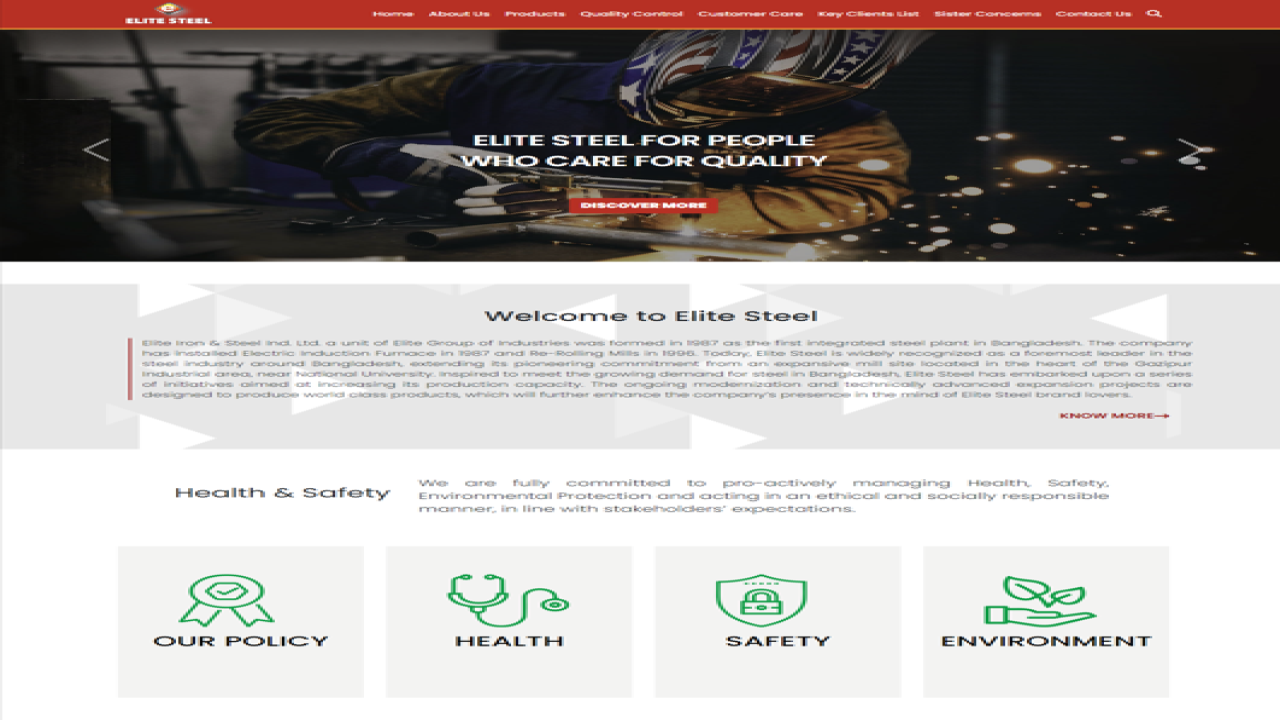 ELITE STEEL
Home About Us Products Quality Control Customer Care Key Clients List Sister Concerns Contact Us
ELITE STEEL FOR PEOPLE
WHO CARE FOR QUALITY
DISCOVER MORE
Welcome to Elite Steel
Elite Iron & Steel Ind. Ltd. a unit of Elite Group of Industries was formed in 1987 as the first integrated steel plant in Bangladesh. The company
has installed Electric Induction Furnace in 1987 and Re-Rolling Mills in 1996. Today, Elite Steel is widely recognized as a foremost leader in the
steel industry around Bangladesh, extending its pioneering commitment from an expansive mill site located in the heart of the Gazipur
industrial area, near National University. Inspired to meet the growing demand for steel in Bangladesh, Elite Steel has embarked upon a series
of initiatives aimed at increasing its production capacity. The ongoing modernization and technically advanced expansion projects are
designed to produce world class products, which will further enhance the company's presence in the mind of Elite Steel brand lovers.
KNOW MORE→
Health & Safety
We are fully committed to pro-actively managing Health, Safety,
Environmental Protection and acting in an ethical and socially responsible
manner, in line with stakeholders' expectations.
OUR POLICY
HEALTH
SAFETY
ENVIRONMENT